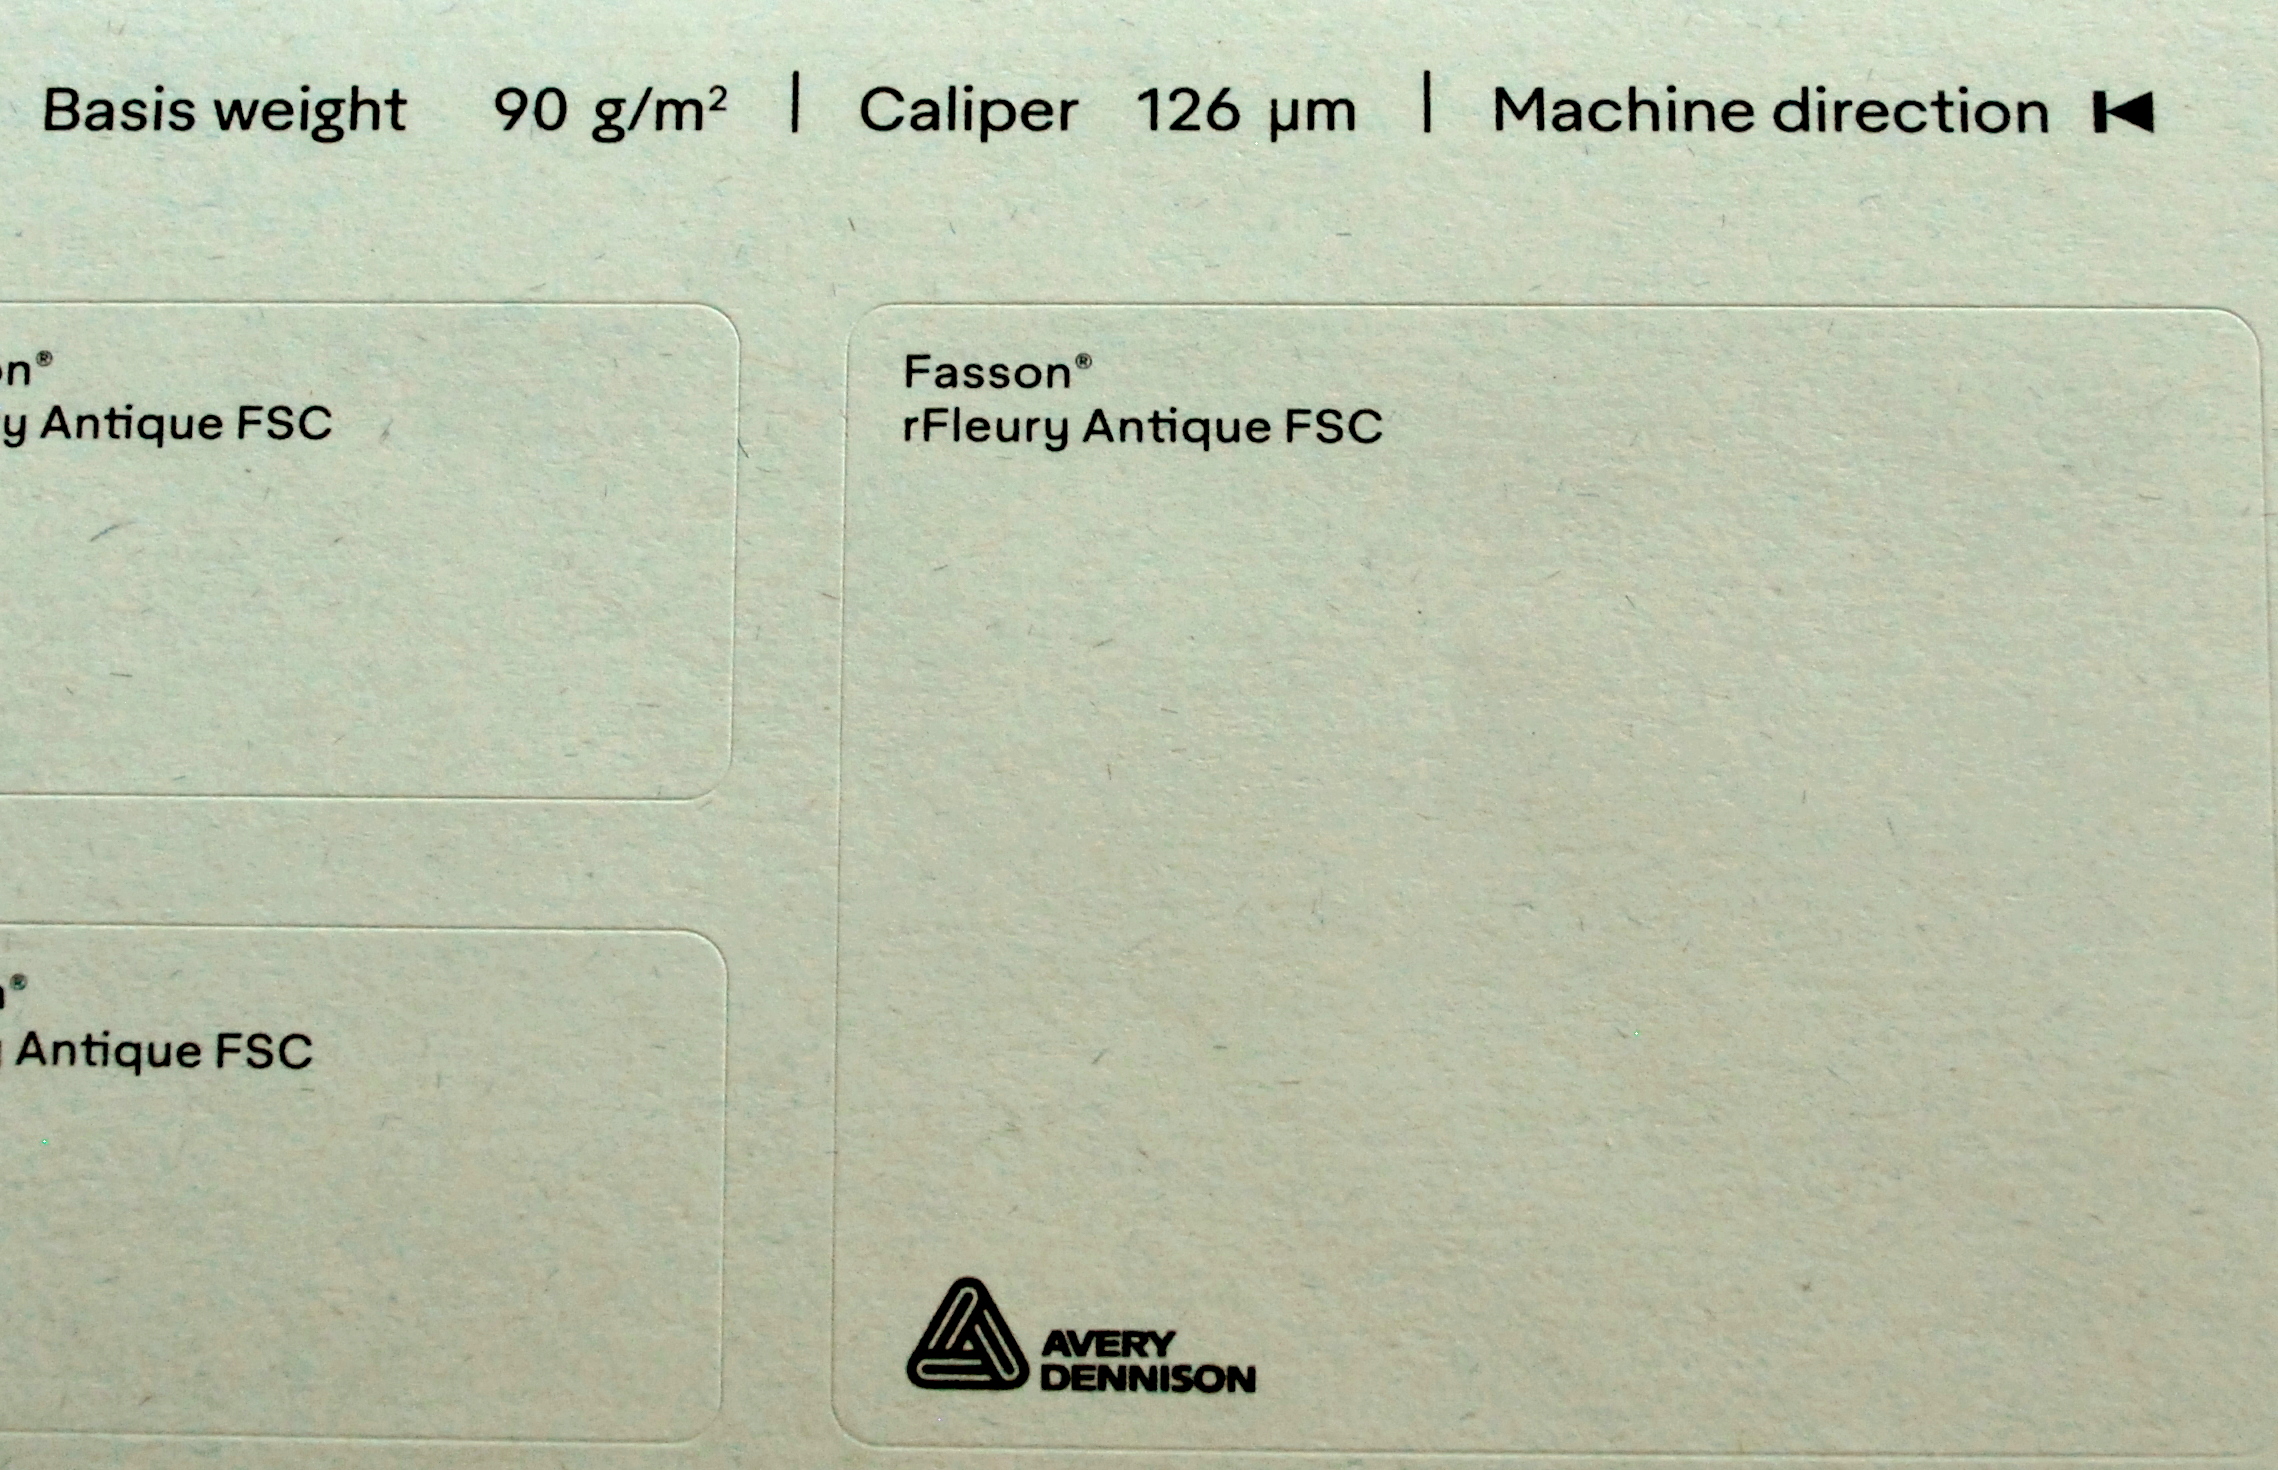 Basis weight 90 g/m² | Caliper 126 µm | Machine direction
n®
y Antique FSC
Fasson®
rFleury Antique FSC
®
Antique FSC
AVERY
DENNISON